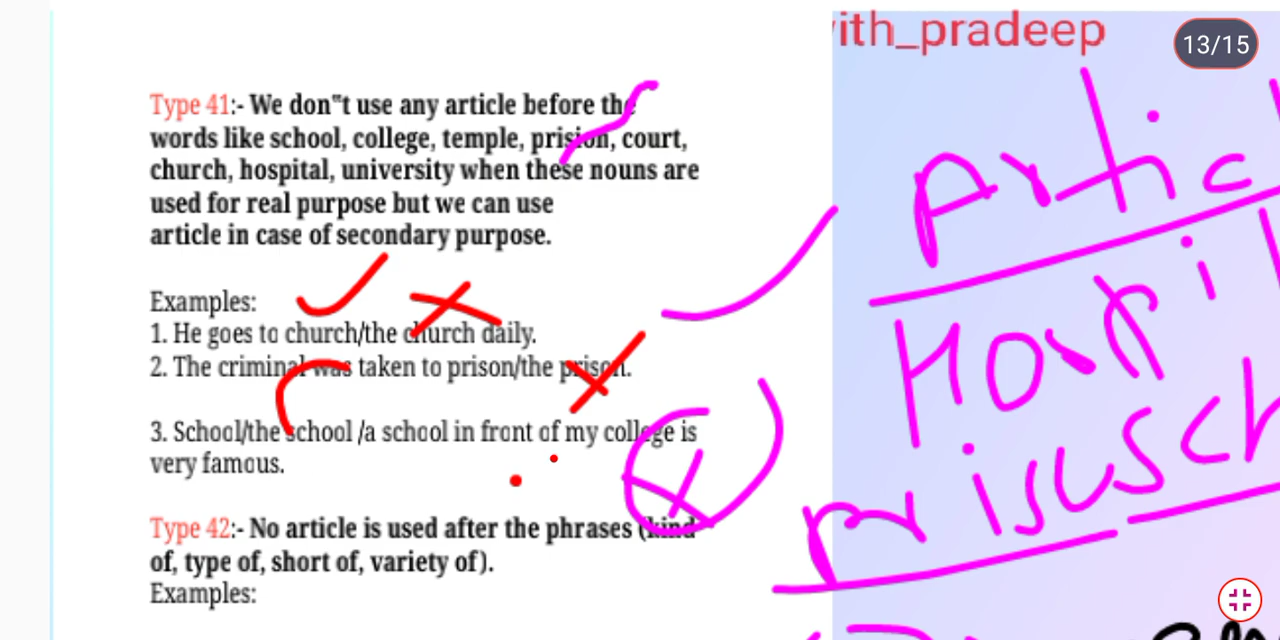 ith_pradeep
13/15
Type 41:- We don"t use any article before the
words like school, college, temple, prision, court,
church, hospital, university when these nouns are
used for real purpose but we can use
article in case of secondary purpose.
Examples:
1. He goes to church/the church daily.
2. The criminal was taken to prison/the prison.
3. School/the school /a school in front of my college is
very famous.
Type 42:- No article is used after the phrases (kind
of, type of, short of, variety of).
Examples:
Artic
Hospi